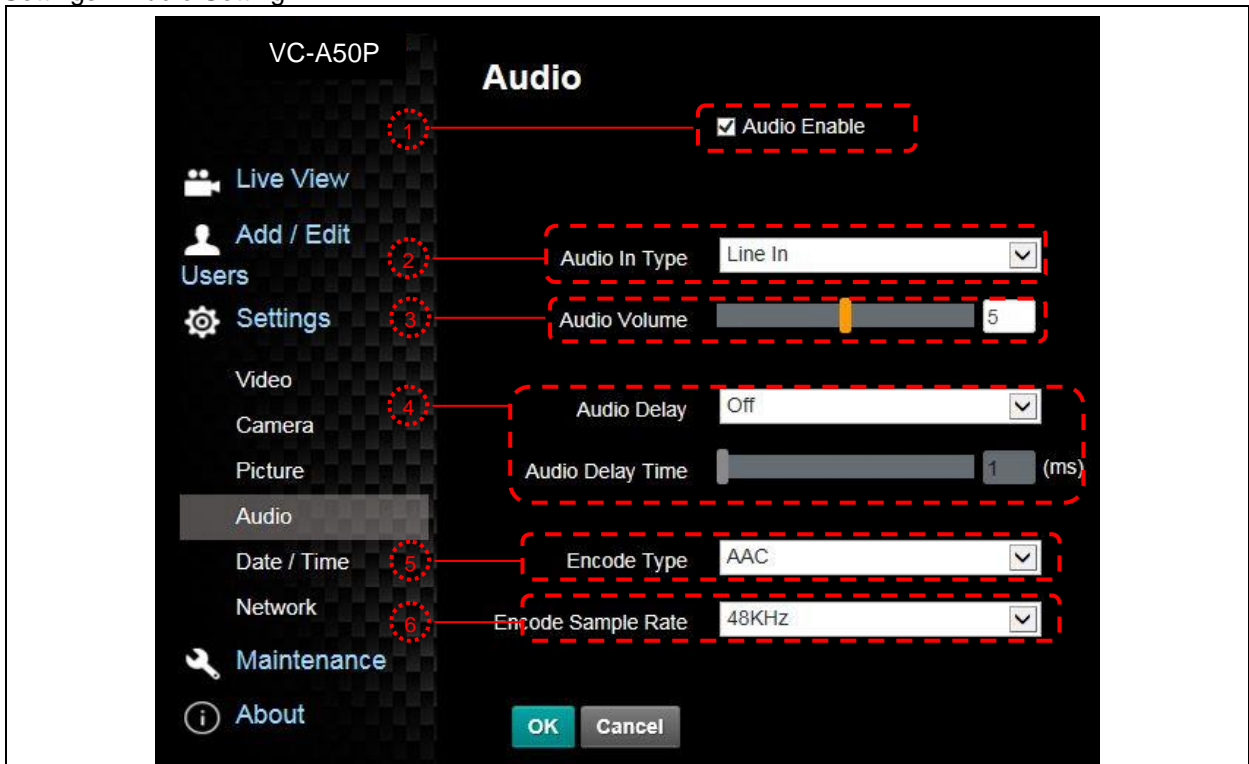 VC-A50P
Audio
1
Audio Enable
Live View
Add / Edit
Users
2
Audio In Type
Line In
Settings
3
Audio Volume
5
Video
4
Audio Delay
Off
Camera
Picture
Audio Delay Time
1
(ms)
Audio
Date / Time
5
Encode Type
AAC
Network
6
Encode Sample Rate
48KHz
Maintenance
About
OK
Cancel